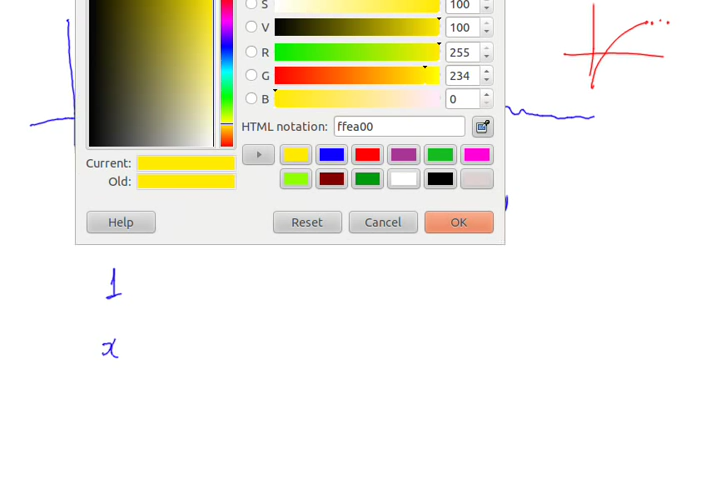 S 100
V 100
R 255
G 234
B 0
HTML notation: ffea00
Current:
Old:
Help Reset Cancel OK
1
x